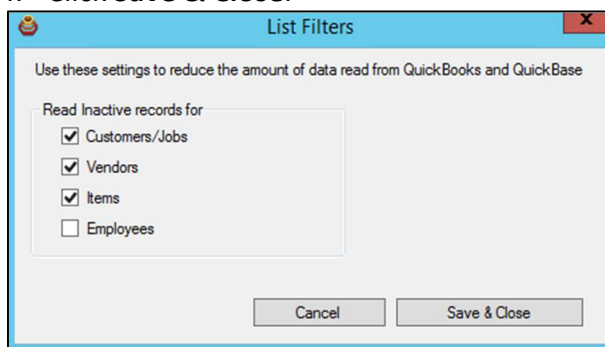 List Filters
X
Use these settings to reduce the amount of data read from QuickBooks and QuickBase
Read Inactive records for
Customers/Jobs
Vendors
Items
Employees
Cancel
Save & Close